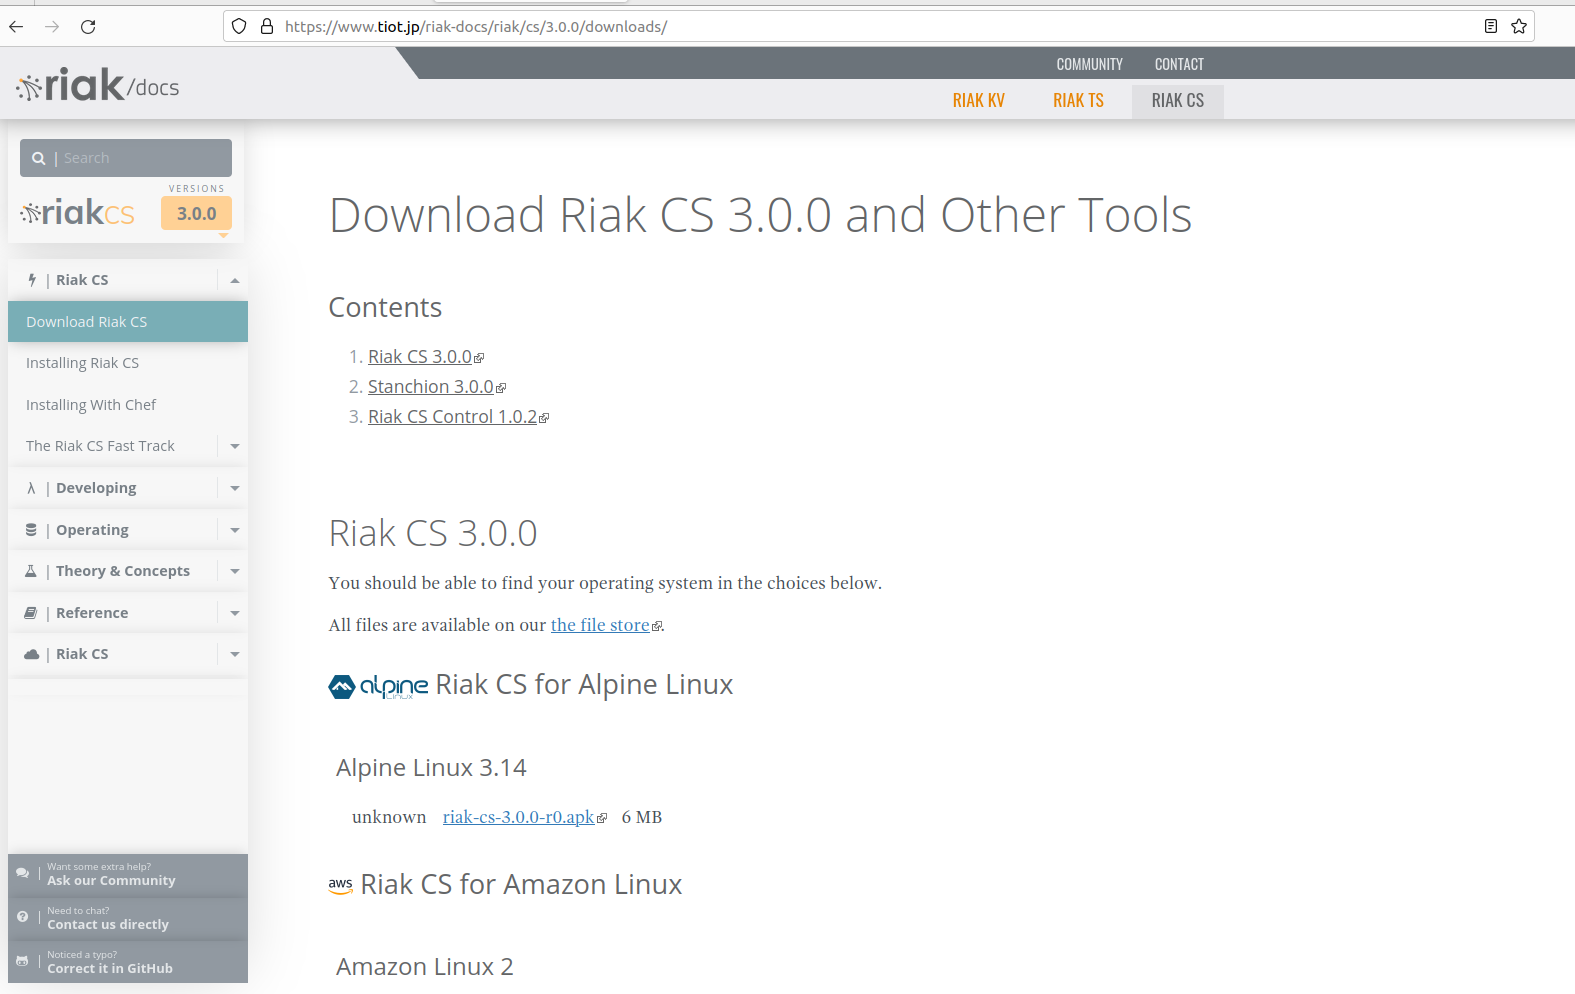 https://www.tiot.jp/riak-docs/riak/cs/3.0.0/downloads/
riak/docs
COMMUNITY
CONTACT
RIAK KV
RIAK TS
RIAK CS
| Search
VERSIONS
riakcs
3.0.0
| Riak CS
Download Riak CS
Installing Riak CS
Installing With Chef
The Riak CS Fast Track
λ | Developing
| Operating
| Theory & Concepts
| Reference
| Riak CS
Want some extra help?
Ask our Community
Need to chat?
Contact us directly
Noticed a typo?
Correct it in GitHub
Download Riak CS 3.0.0 and Other Tools
Contents
1. Riak CS 3.0.0
2. Stanchion 3.0.0
3. Riak CS Control 1.0.2
Riak CS 3.0.0
You should be able to find your operating system in the choices below.
All files are available on our the file store.
alpine LINUX Riak CS for Alpine Linux
Alpine Linux 3.14
unknown riak-cs-3.0.0-r0.apk 6 MB
aws Riak CS for Amazon Linux
Amazon Linux 2